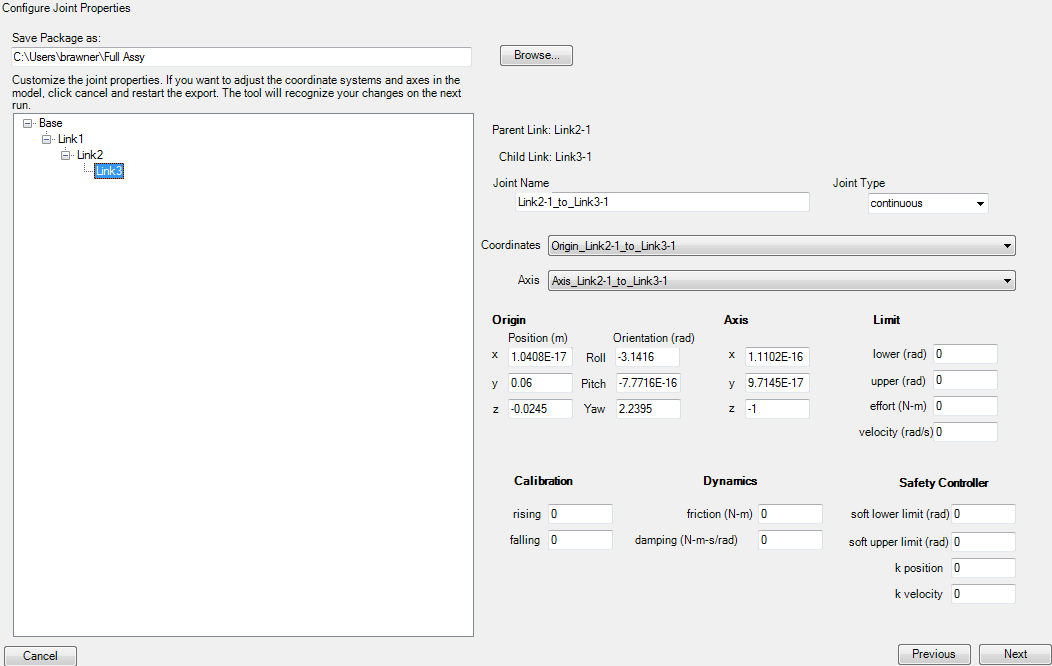 Configure Joint Properties
Save Package as:
C:\Users\brawner\Full Assy
Browse...
Customize the joint properties. If you want to adjust the coordinate systems and axes in the
model, click cancel and restart the export. The tool will recognize your changes on the next
run.
Base
Link1
Link2
Link3
Parent Link: Link2-1
Child Link: Link3-1
Joint Name
Link2-1_to_Link3-1
Joint Type
continuous
Coordinates Origin_Link2-1_to_Link3-1
Axis Axis_Link2-1_to_Link3-1
Origin
Position (m) Orientation (rad)
x 1.0408E-17 Roll -3.1416
y 0.06 Pitch -7.7716E-16
z -0.0245 Yaw 2.2395
Axis
x 1.1102E-16
y 9.7145E-17
z -1
Limit
lower (rad) 0
upper (rad) 0
effort (N-m) 0
velocity (rad/s) 0
Calibration
rising 0
falling 0
Dynamics
friction (N-m) 0
damping (N-m-s/rad) 0
Safety Controller
soft lower limit (rad) 0
soft upper limit (rad) 0
k position 0
k velocity 0
Cancel
Previous
Next